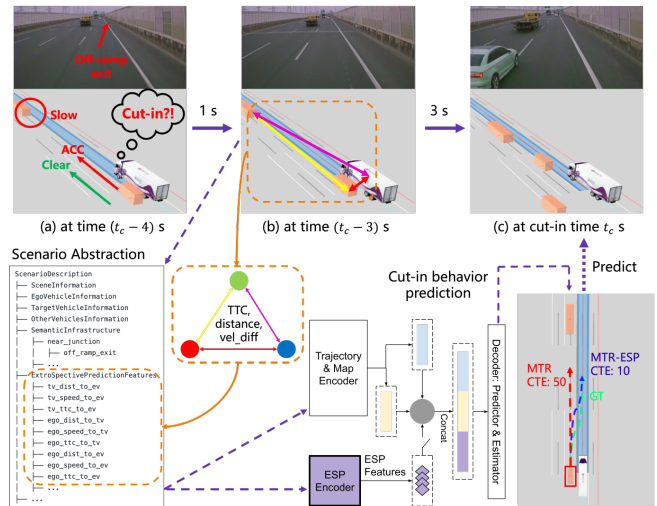 Off-ramp
exit
Cut-in?!
Slow
ACC
Clear
1 s
3 s
(a) at time (t_c − 4) s
(b) at time (t_c − 3) s
(c) at cut-in time t_c s
Scenario Abstraction
ScenarioDescription
SceneInformation
EgoVehicleInformation
TargetVehicleInformation
OtherVehiclesInformation
SemanticInfrastructure
near_junction
off_ramp_exit
...
ExtroSpectivePredictionFeatures
tv_dist_to_ev
tv_speed_to_ev
tv_ttc_to_ev
ego_dist_to_tv
ego_speed_to_tv
ego_ttc_to_tv
ego_dist_to_ev
ego_speed_to_ev
ego_ttc_to_ev
...
...
TTC,
distance,
vel_diff
Trajectory
& Map
Encoder
ESP
Encoder
ESP
Features
Concat
Decoder: Predictor & Estimator
Cut-in behavior
prediction
Predict
MTR
CTE: 50
MTR-ESP
CTE: 10
GT